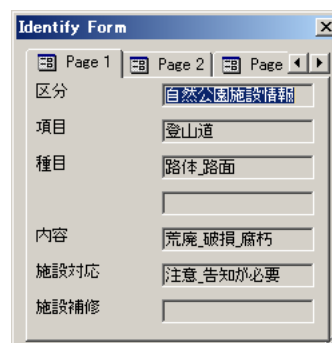 Identify Form
Page 1 Page 2 Page
区分 自然公園施設情報
項目 登山道
種目 路体_路面
内容 荒廃_破損_腐朽
施設対応 注意_告知が必要
施設補修